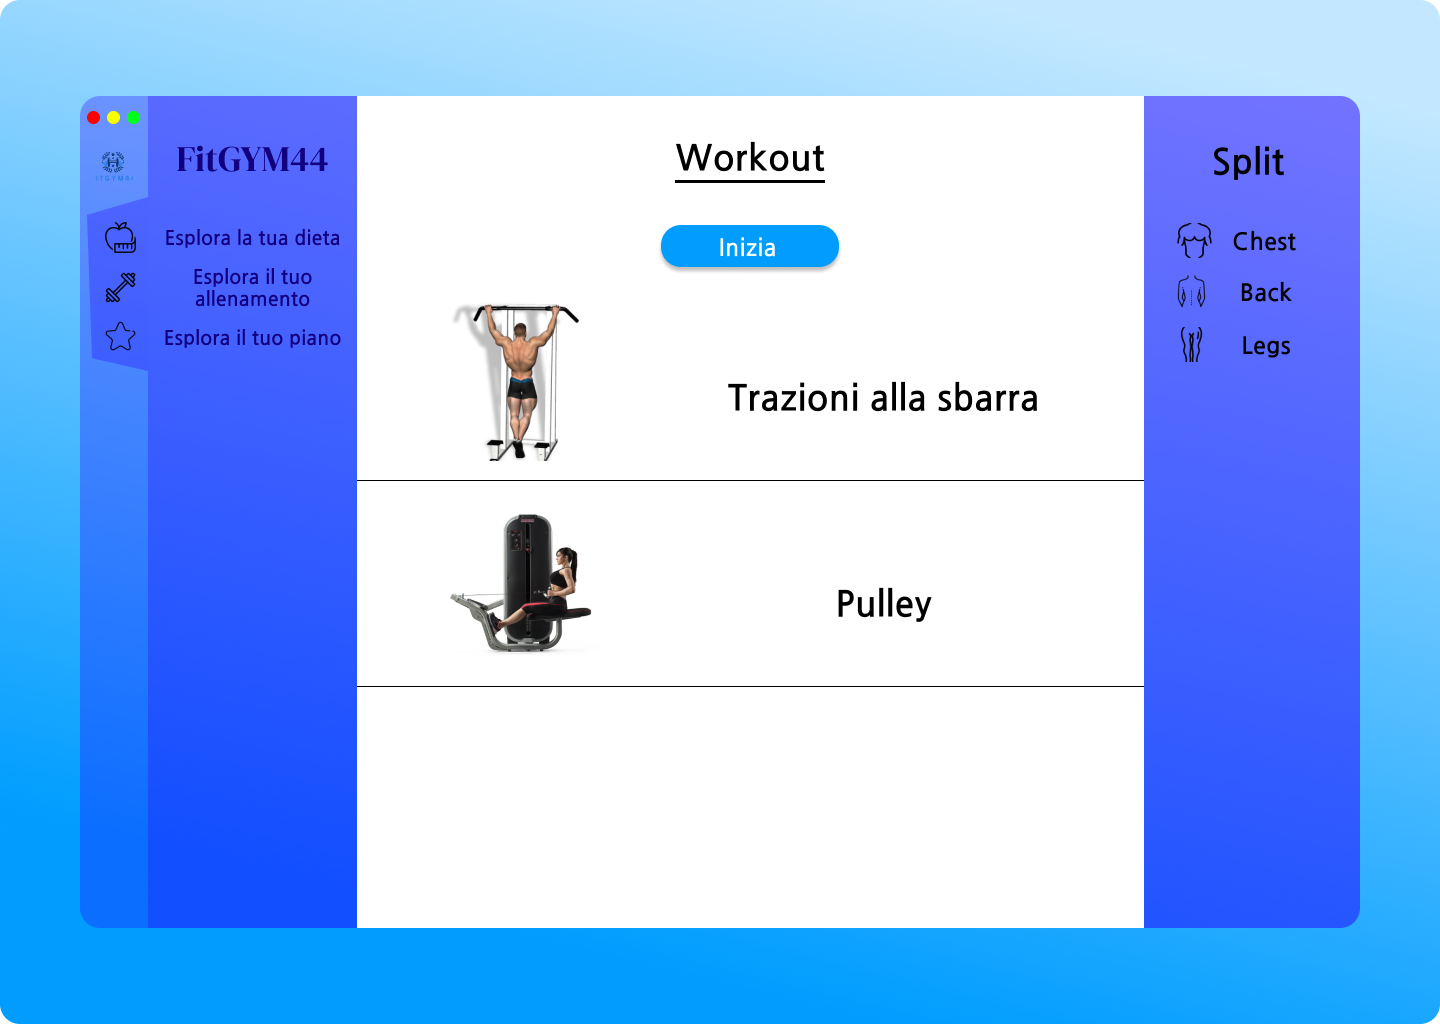 FitGYM44
Esplora la tua dieta
Esplora il tuo
allenamento
Esplora il tuo piano
Workout
Inizia
Trazioni alla sbarra
Pulley
Split
Chest
Back
Legs